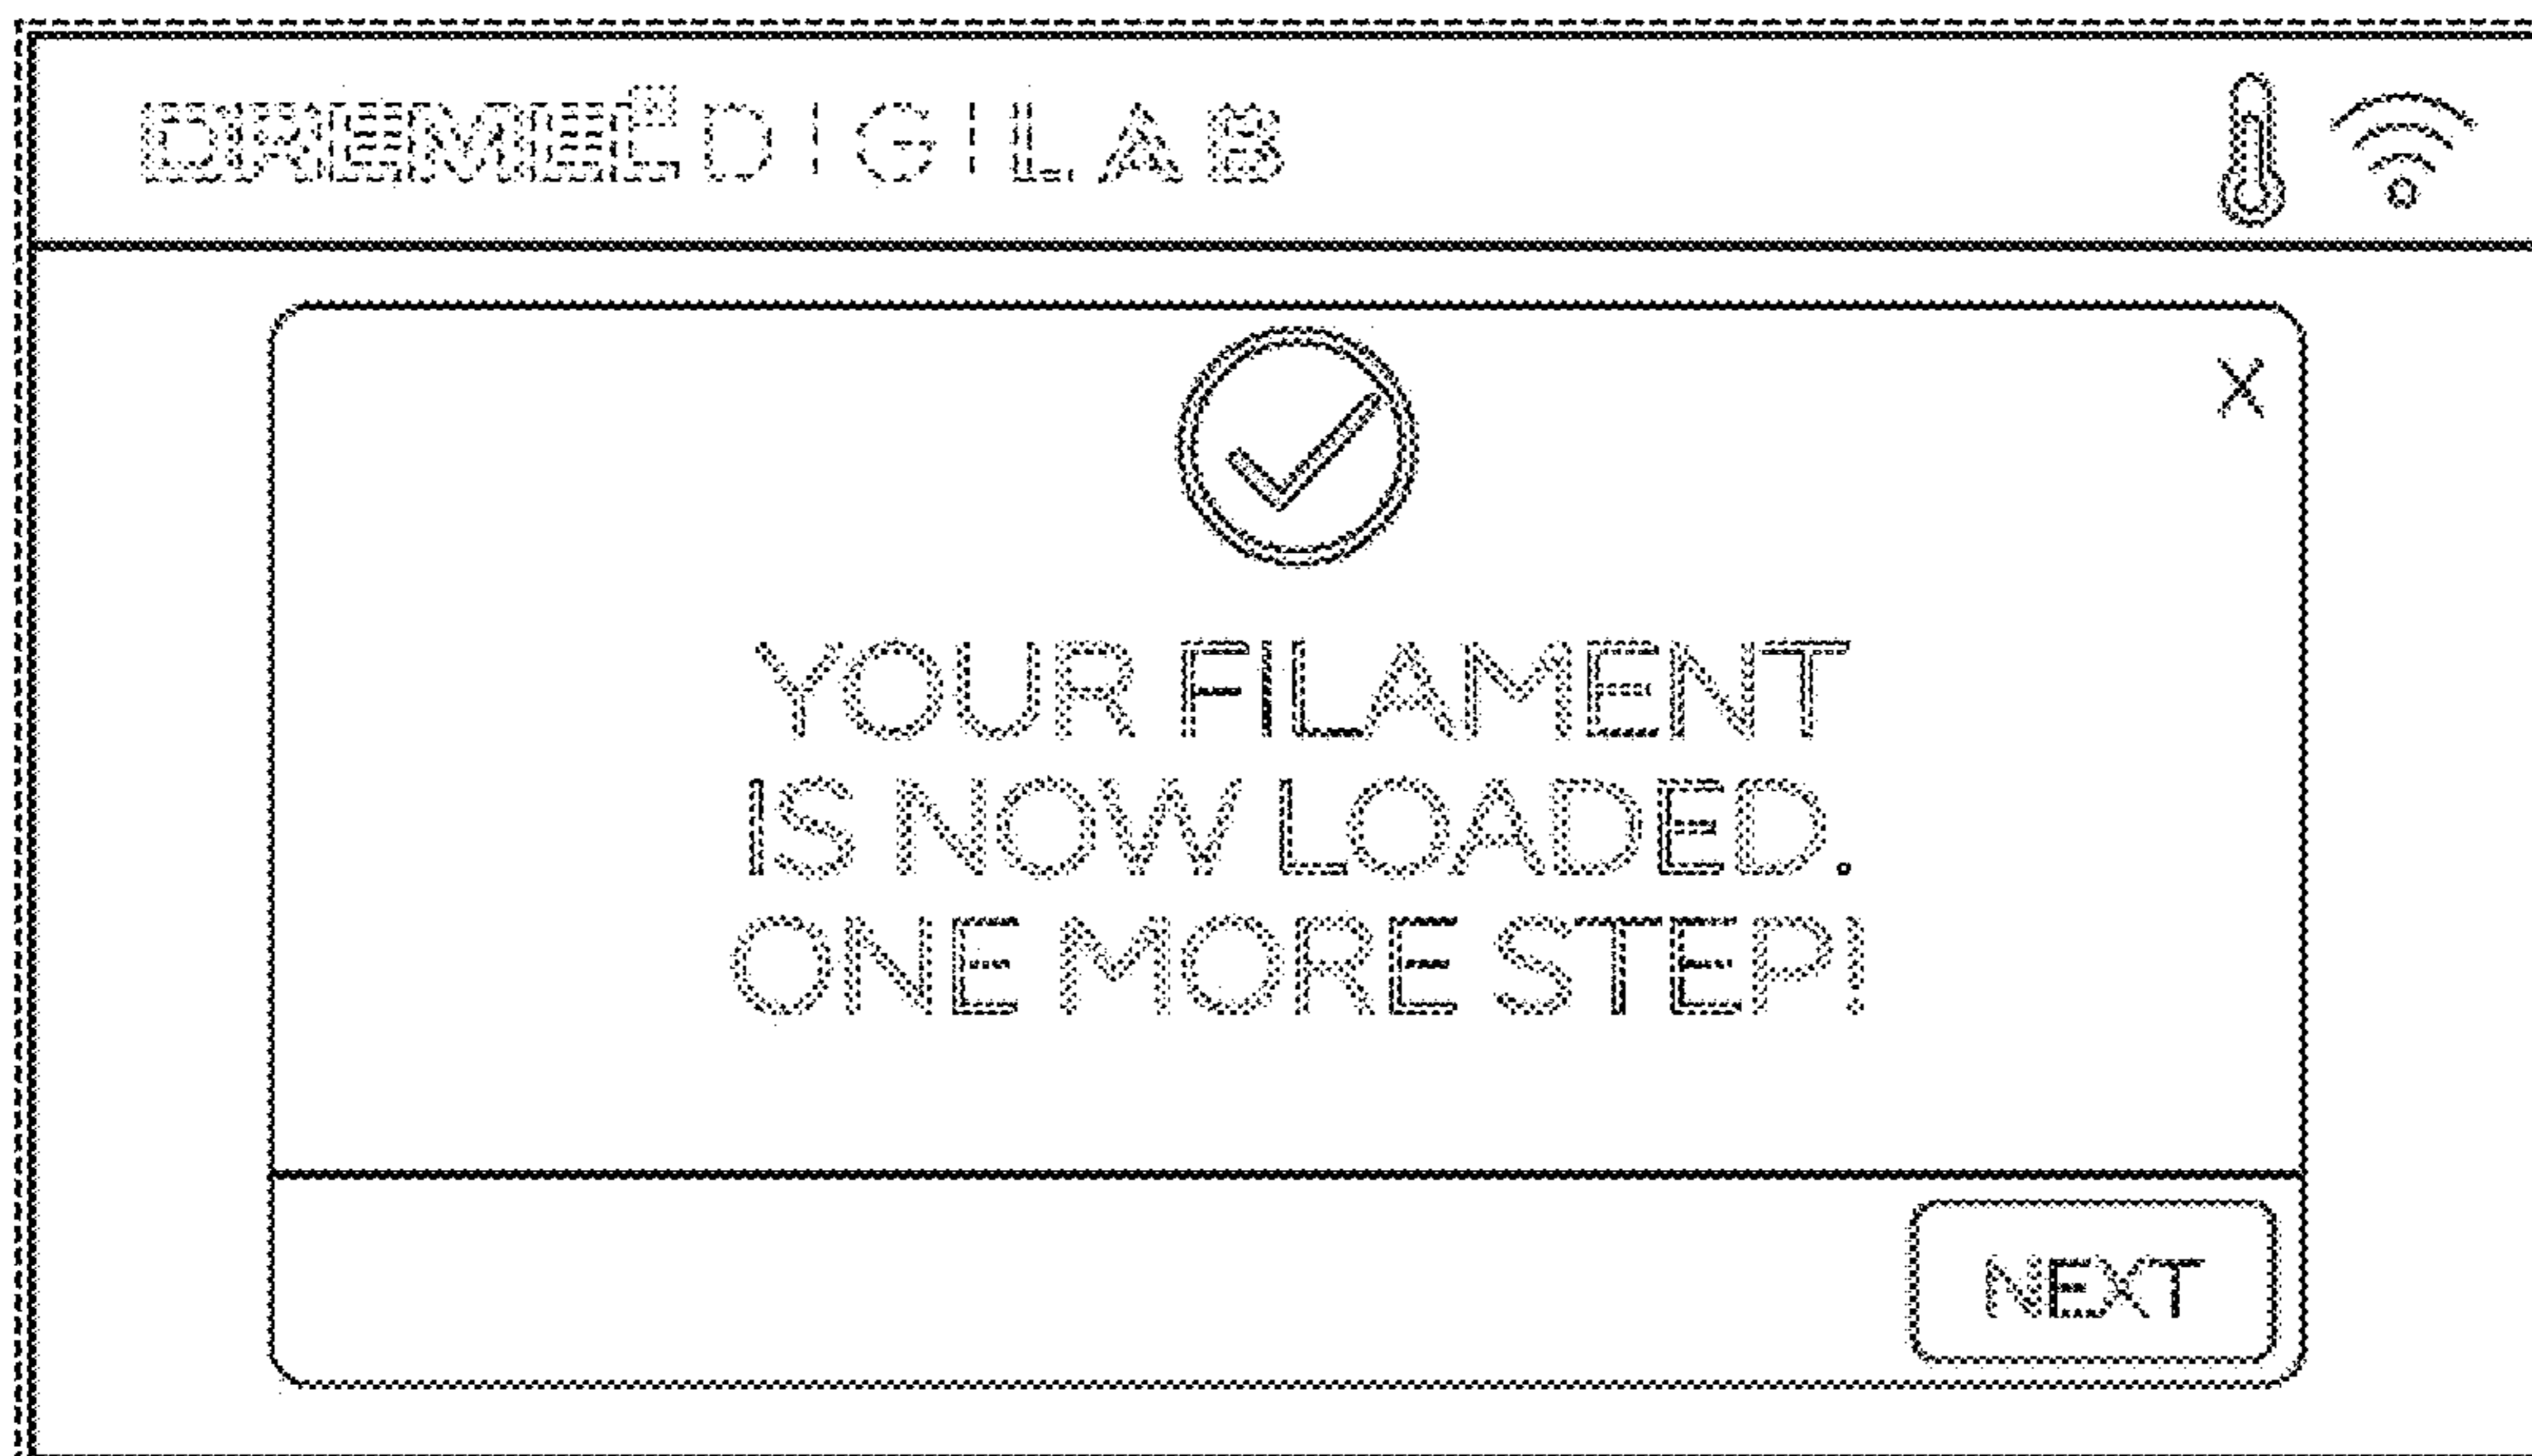 DREMEL DIGILAB
X
YOUR FILAMENT
IS NOW LOADED.
ONE MORE STEP!
NEXT